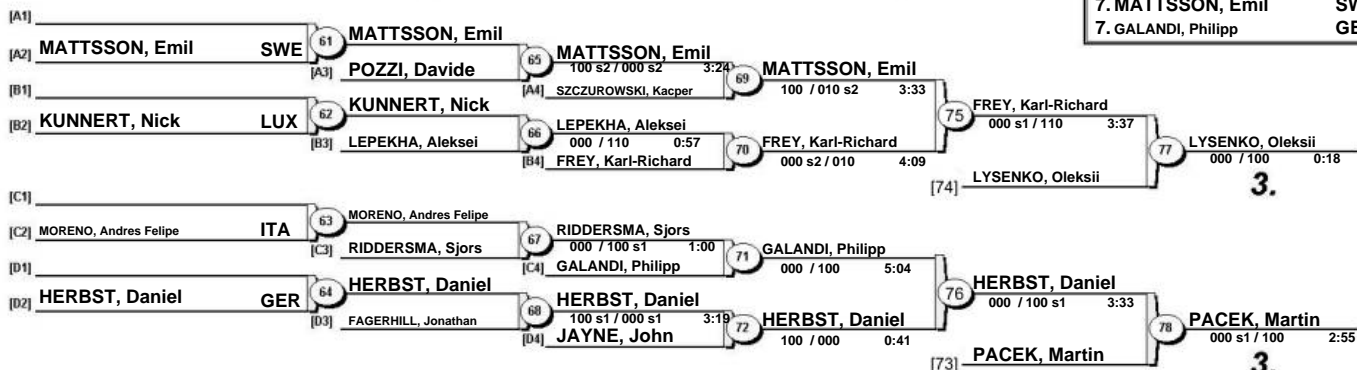 7. MATTSSON, Emil SW
7. GALANDI, Philipp GE
[A1]
[A2] MATTSSON, Emil SWE 61 MATTSSON, Emil
[A3] POZZI, Davide 65 MATTSSON, Emil
100 s2 / 000 s2 3:24
[A4] SZCZUROWSKI, Kacper 69 MATTSSON, Emil
100 / 010 s2 3:33
[B1]
[B2] KUNNERT, Nick LUX 62 KUNNERT, Nick
[B3] LEPEKHA, Aleksei 66 LEPEKHA, Aleksei
000 / 110 0:57
[B4] FREY, Karl-Richard 70 FREY, Karl-Richard
000 s2 / 010 4:09
75 FREY, Karl-Richard
000 s1 / 110 3:37
[74] LYSENKO, Oleksii 77 LYSENKO, Oleksii
000 / 100 0:18
3.
[C1]
[C2] MORENO, Andres Felipe ITA 63 MORENO, Andres Felipe
[C3] RIDDERSMA, Sjors 67 RIDDERSMA, Sjors
000 / 100 s1 1:00
[C4] GALANDI, Philipp 71 GALANDI, Philipp
000 / 100 5:04
[D1]
[D2] HERBST, Daniel GER 64 HERBST, Daniel
[D3] FAGERHILL, Jonathan 68 HERBST, Daniel
100 s1 / 000 s1 3:19
[D4] JAYNE, John 72 HERBST, Daniel
100 / 000 0:41
76 HERBST, Daniel
000 / 100 s1 3:33
[73] PACEK, Martin 78 PACEK, Martin
000 s1 / 100 2:55
3.